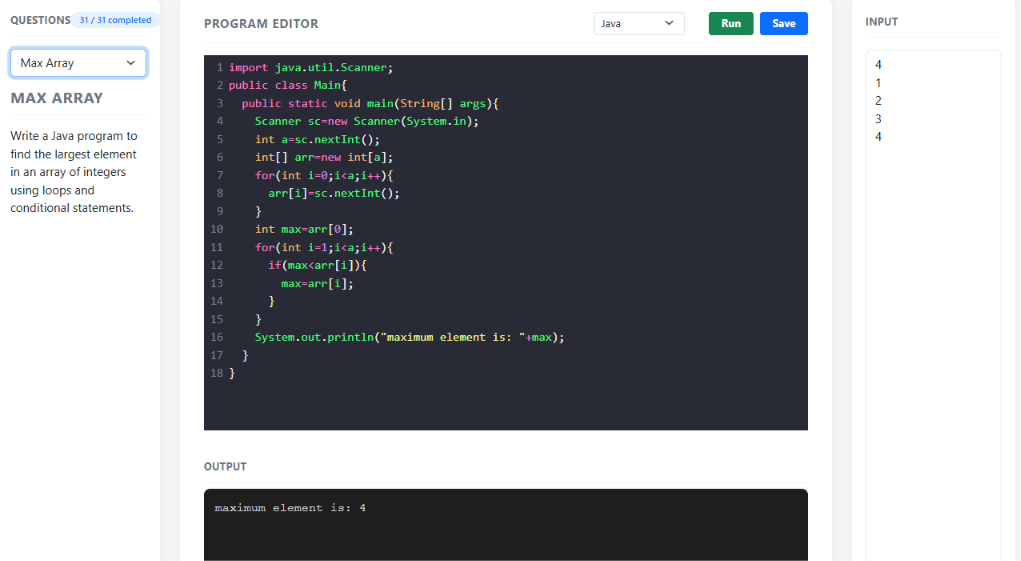 QUESTIONS 31 / 31 completed
Max Array
MAX ARRAY
Write a Java program to
find the largest element
in an array of integers
using loops and
conditional statements.
PROGRAM EDITOR
Java
Run
Save
1 import java.util.Scanner;
2 public class Main{
3   public static void main(String[] args){
4     Scanner sc=new Scanner(System.in);
5     int a=sc.nextInt();
6     int[] arr=new int[a];
7     for(int i=0;i<a;i++){
8       arr[i]=sc.nextInt();
9     }
10     int max=arr[0];
11     for(int i=1;i<a;i++){
12       if(max<arr[i]){
13         max=arr[i];
14       }
15     }
16     System.out.println("maximum element is: "+max);
17   }
18 }
OUTPUT
maximum element is: 4
INPUT
4
1
2
3
4